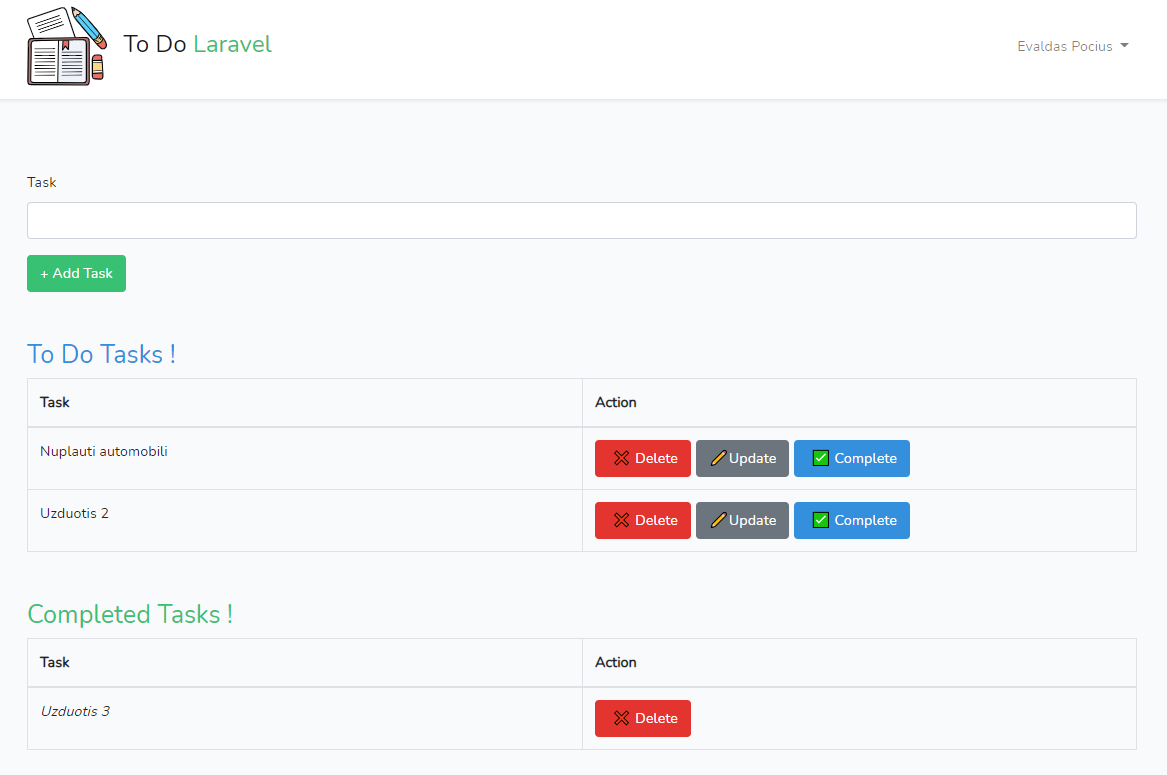 To Do Laravel
Evaldas Pocius
Task
+ Add Task
To Do Tasks !
Task Action
Nuplauti automobili Delete Update Complete
Uzduotis 2 Delete Update Complete
Completed Tasks !
Task Action
Uzduotis 3 Delete